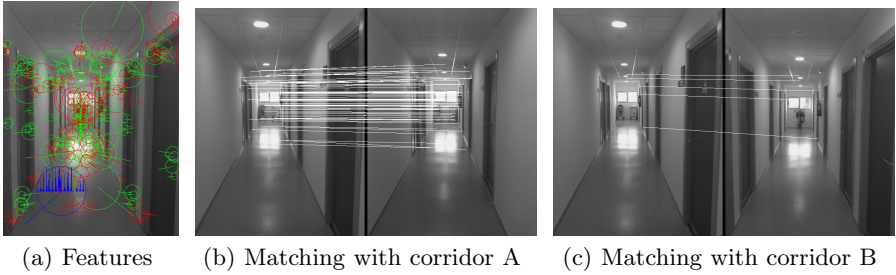 (a) Features
(b) Matching with corridor A
(c) Matching with corridor B